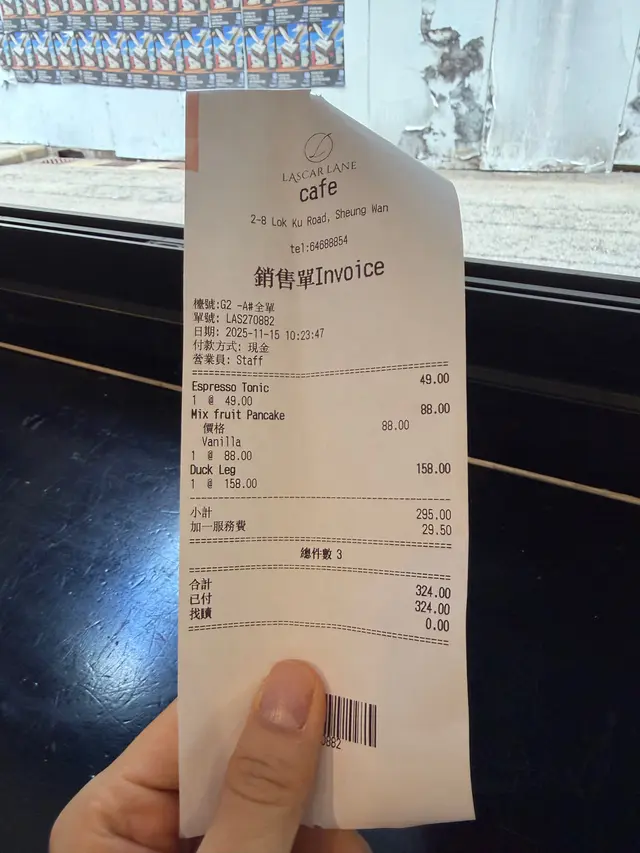 LASCAR LANE
cafe
2-8 Lok Ku Road, Sheung Wan
tel:64688854
銷售單Invoice
檯號:G2 -A#全單
單號: LAS270882
日期: 2025-11-15 10:23:47
付款方式: 現金
營業員: Staff
Espresso Tonic 49.00
1 @ 49.00
Mix fruit Pancake 88.00
價格 88.00
Vanilla
1 @ 88.00
Duck Leg 158.00
1 @ 158.00
小計 295.00
加一服務費 29.50
總件數 3
合計 324.00
已付 324.00
找贖 0.00
0882